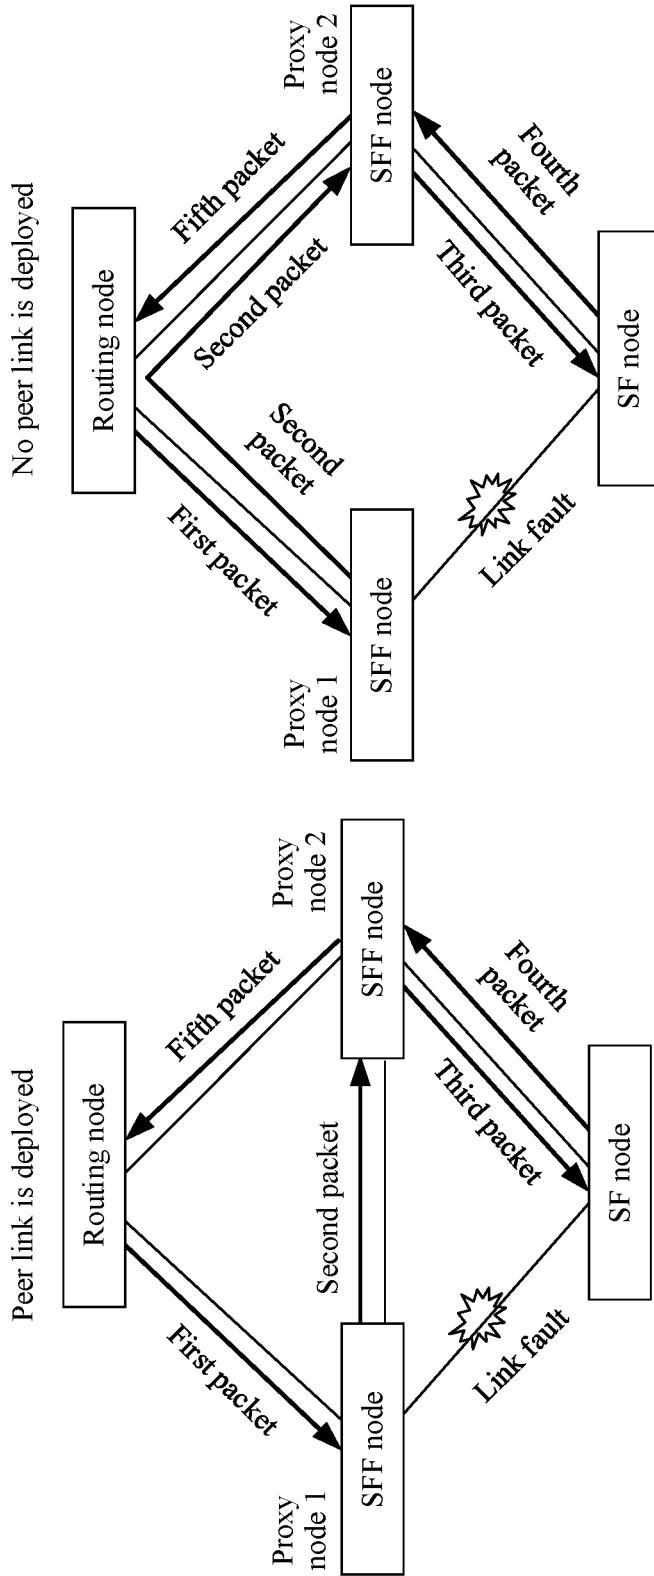 Peer link is deployed
Routing node
First packet
Fifth packet
Proxy
node 1
SFF node
Second packet
Proxy
node 2
SFF node
Link fault
Third packet
Fourth
packet
SF node
No peer link is deployed
Routing node
First packet
Second
packet
Second packet
Fifth packet
Proxy
node 1
SFF node
Proxy
node 2
SFF node
Link fault
Third packet
Fourth
packet
SF node